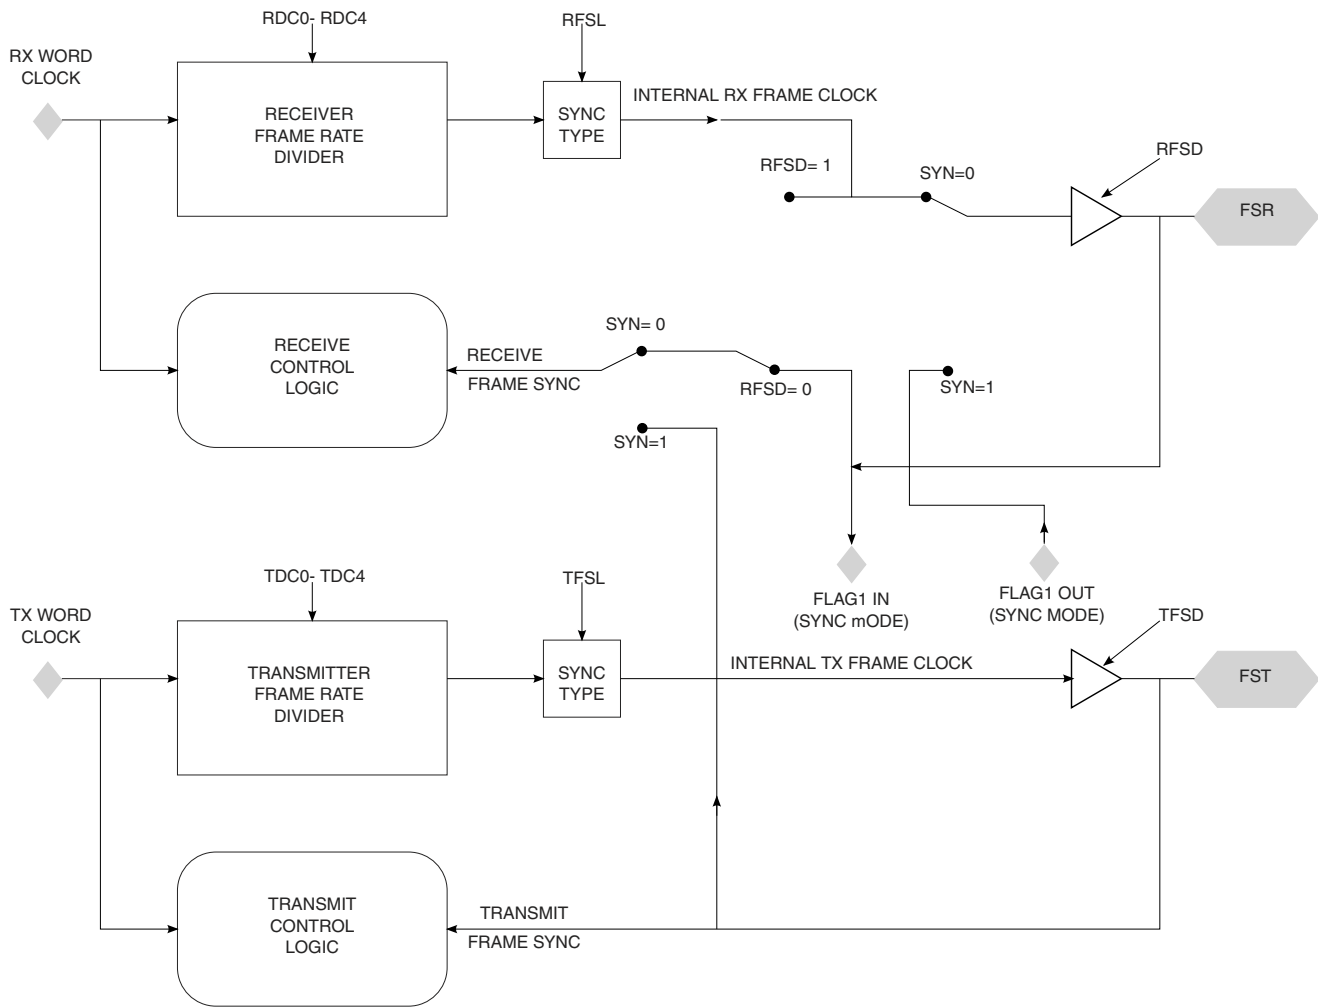 RDC0- RDC4
RFSL
RX WORD
CLOCK
RECEIVER
FRAME RATE
DIVIDER
SYNC
TYPE
INTERNAL RX FRAME CLOCK
RFSD= 1
SYN=0
RFSD
FSR
RECEIVE
CONTROL
LOGIC
RECEIVE
FRAME SYNC
SYN= 0
RFSD= 0
SYN=1
SYN=1
FLAG1 IN
(SYNC mODE)
FLAG1 OUT
(SYNC MODE)
TDC0- TDC4
TFSL
TX WORD
CLOCK
TRANSMITTER
FRAME RATE
DIVIDER
SYNC
TYPE
INTERNAL TX FRAME CLOCK
TFSD
FST
TRANSMIT
CONTROL
LOGIC
TRANSMIT
FRAME SYNC